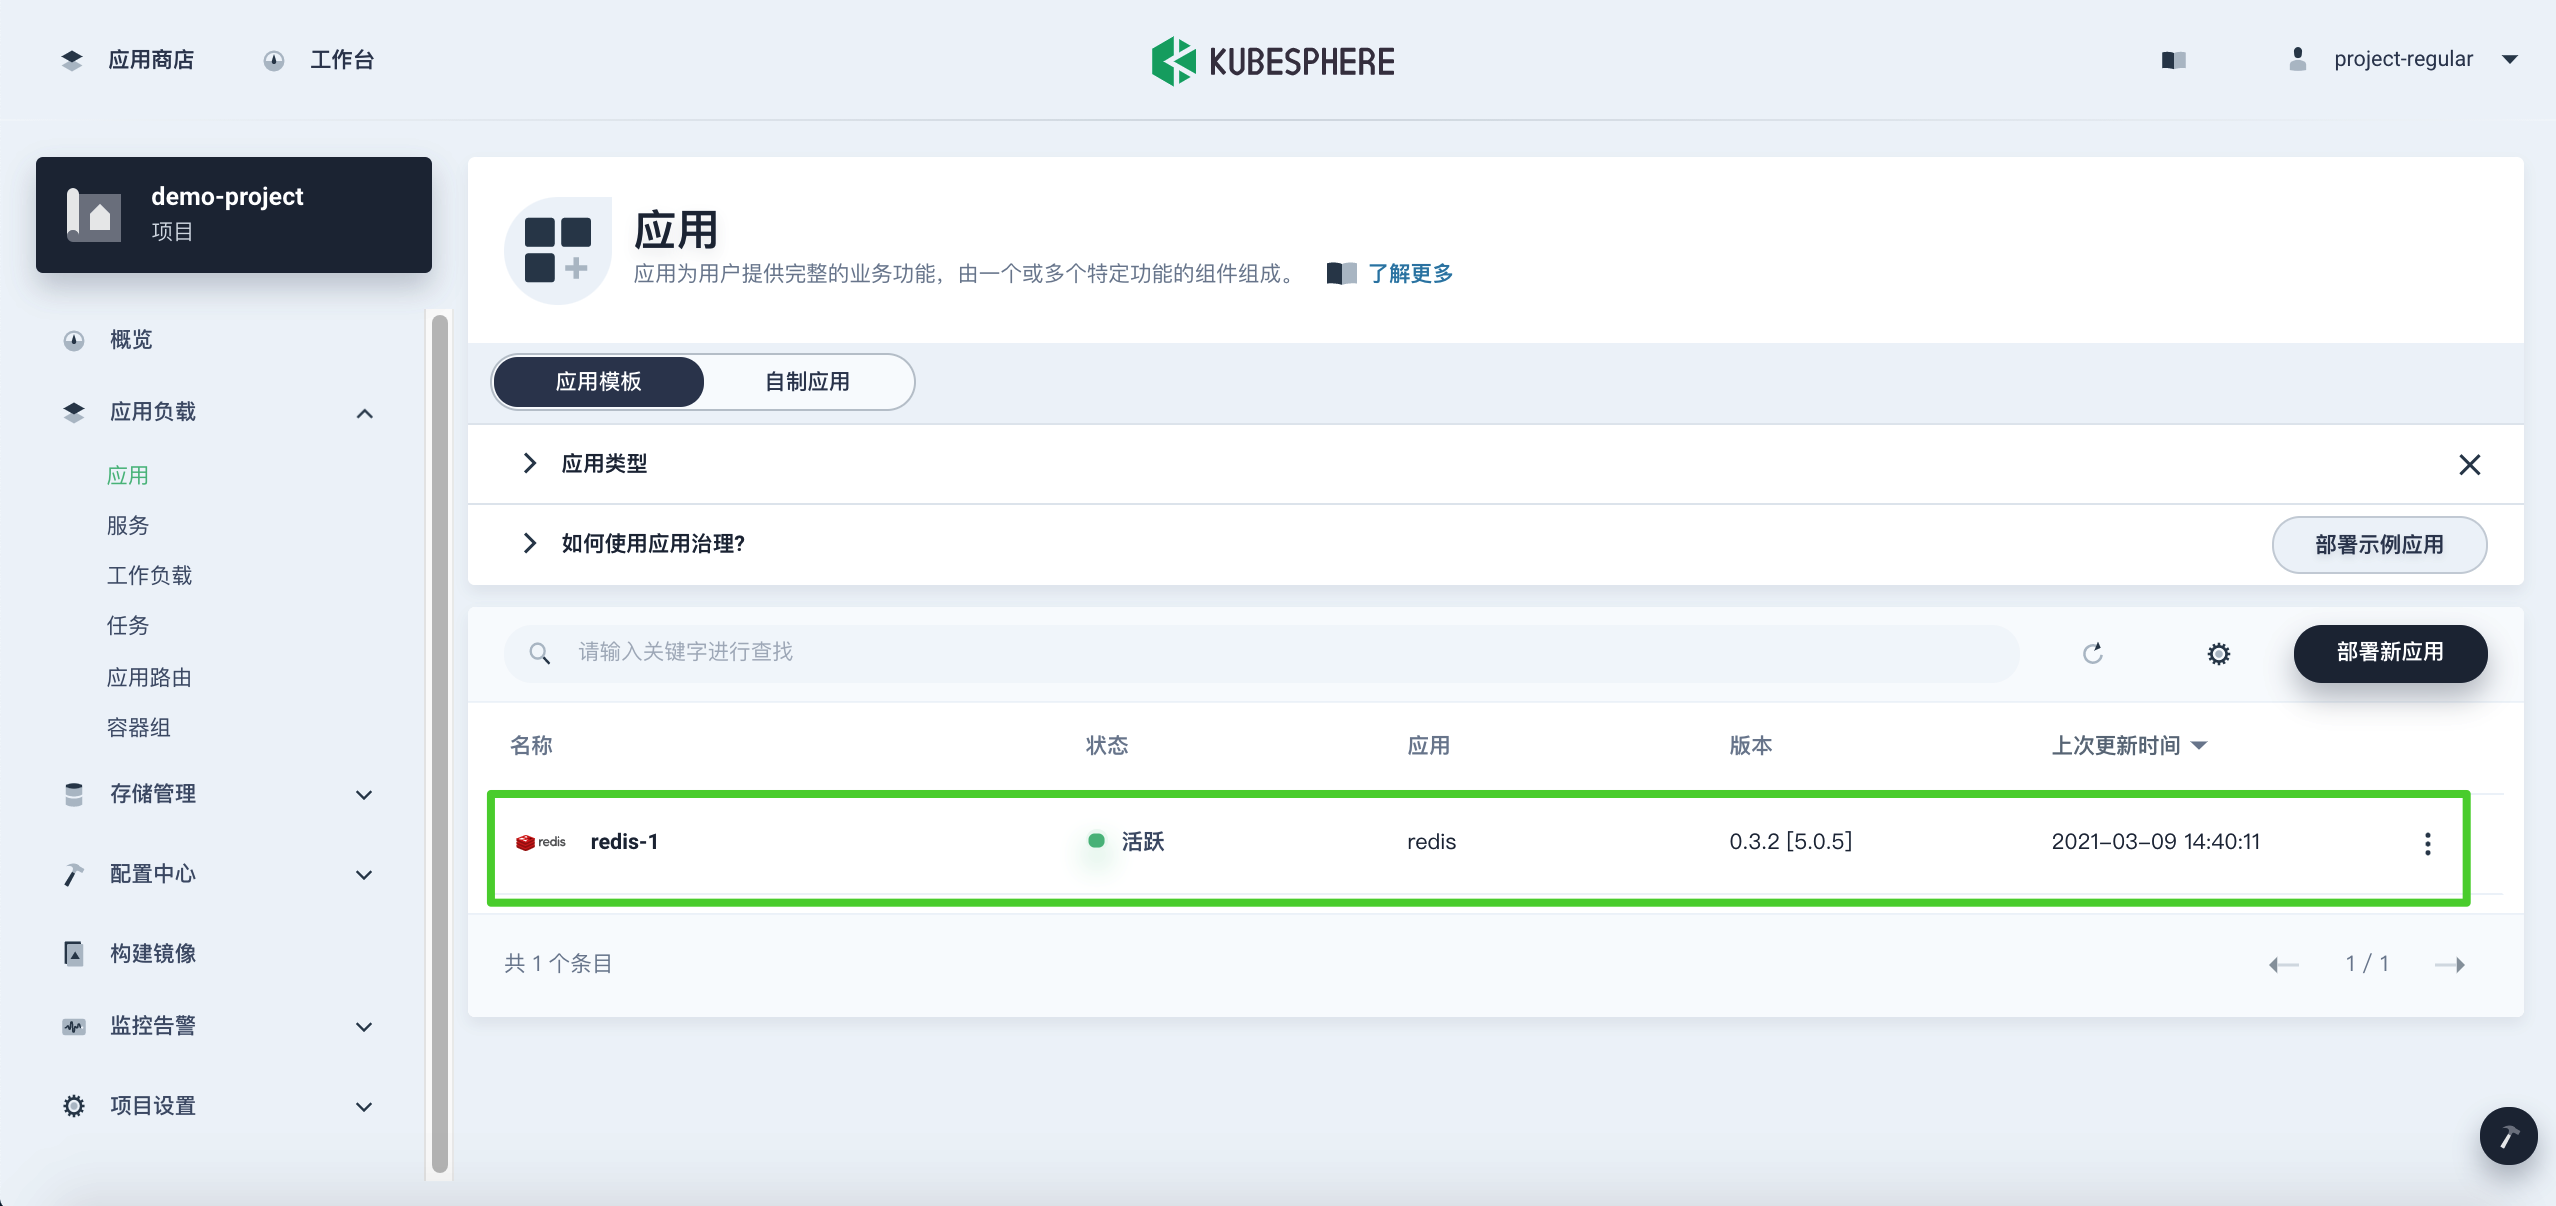 应用商店
工作台
KUBESPHERE
project-regular
demo-project
项目
概览
应用负载
应用
服务
工作负载
任务
应用路由
容器组
存储管理
配置中心
构建镜像
监控告警
项目设置
应用
应用为用户提供完整的业务功能，由一个或多个特定功能的组件组成。 了解更多
应用模板
自制应用
应用类型
如何使用应用治理?
部署示例应用
请输入关键字进行查找
部署新应用
名称 状态 应用 版本 上次更新时间
redis redis-1 活跃 redis 0.3.2 [5.0.5] 2021-03-09 14:40:11
共 1 个条目
1 / 1